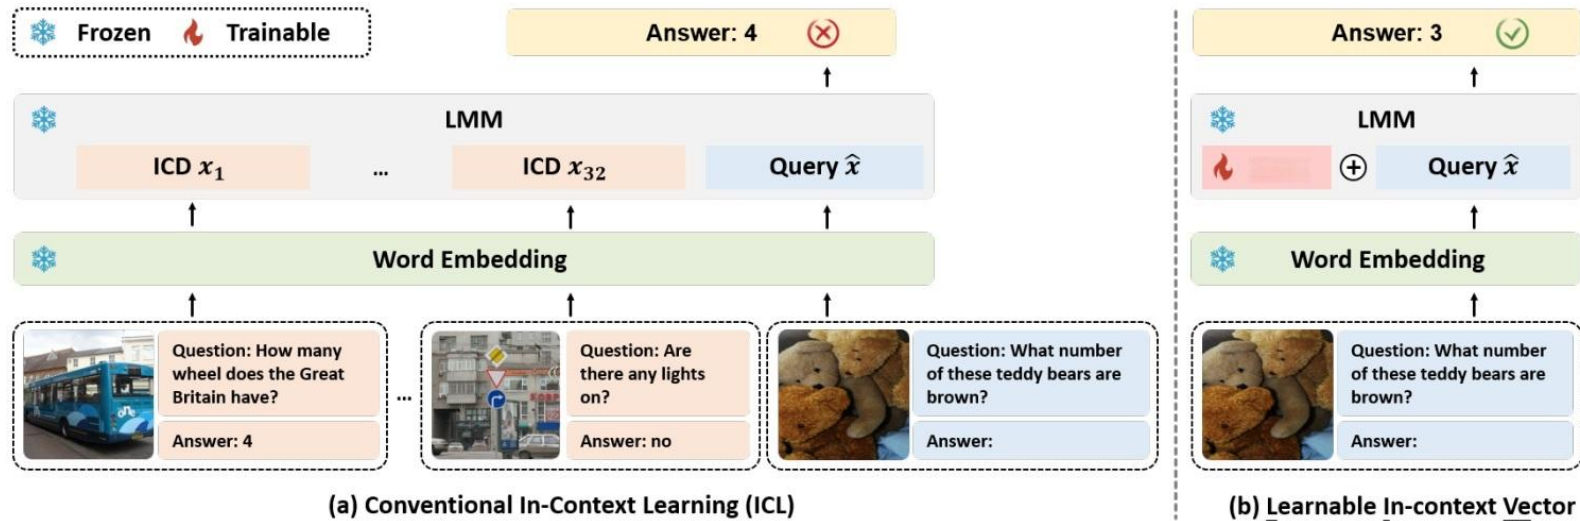 Frozen Trainable
Answer: 4
Answer: 3
LMM
LMM
ICD x₁ ... ICD x₃₂ Query x̂
Query x̂
Word Embedding
Word Embedding
Question: How many
wheel does the Great
Britain have?
Answer: 4
...
Question: Are
there any lights
on?
Answer: no
Question: What number
of these teddy bears are
brown?
Answer:
Question: What number
of these teddy bears are
brown?
Answer:
(a) Conventional In-Context Learning (ICL)
(b) Learnable In-context Vector